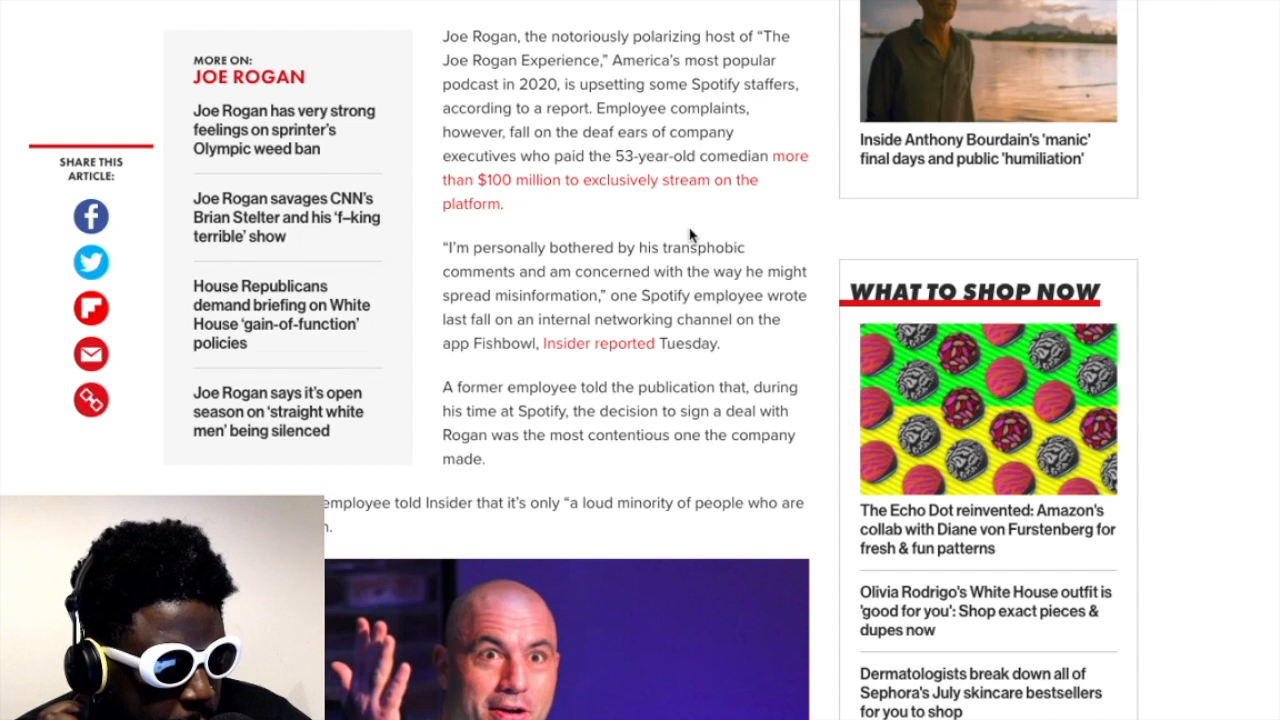 MORE ON:
JOE ROGAN
Joe Rogan has very strong
feelings on sprinter's
Olympic weed ban
Joe Rogan savages CNN's
Brian Stelter and his 'f–king
terrible' show
House Republicans
demand briefing on White
House 'gain-of-function'
policies
Joe Rogan says it's open
season on 'straight white
men' being silenced
SHARE THIS
ARTICLE:
Joe Rogan, the notoriously polarizing host of “The
Joe Rogan Experience,” America's most popular
podcast in 2020, is upsetting some Spotify staffers,
according to a report. Employee complaints,
however, fall on the deaf ears of company
executives who paid the 53-year-old comedian more
than $100 million to exclusively stream on the
platform.
“I'm personally bothered by his transphobic
comments and am concerned with the way he might
spread misinformation,” one Spotify employee wrote
last fall on an internal networking channel on the
app Fishbowl, Insider reported Tuesday.
A former employee told the publication that, during
his time at Spotify, the decision to sign a deal with
Rogan was the most contentious one the company
made.
employee told Insider that it's only “a loud minority of people who are
Inside Anthony Bourdain's 'manic'
final days and public 'humiliation'
WHAT TO SHOP NOW
The Echo Dot reinvented: Amazon's
collab with Diane von Furstenberg for
fresh & fun patterns
Olivia Rodrigo's White House outfit is
'good for you': Shop exact pieces &
dupes now
Dermatologists break down all of
Sephora's July skincare bestsellers
for you to shop